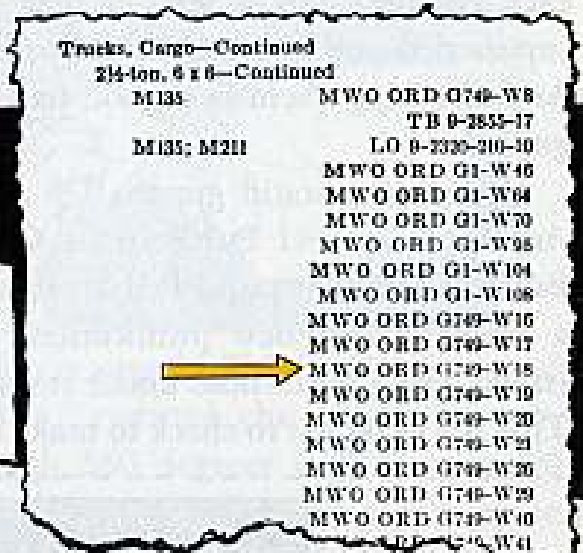 Trucks, Cargo—Continued
2½-ton, 6 x 6—Continued
M135 MWO ORD G749-W8
TB 9-2855-17
M135; M211 LO 9-2320-210-10
MWO ORD G1-W46
MWO ORD G1-W64
MWO ORD G1-W70
MWO ORD G1-W95
MWO ORD G1-W104
MWO ORD G1-W106
MWO ORD G749-W16
MWO ORD G749-W17
MWO ORD G749-W18
MWO ORD G749-W19
MWO ORD G749-W20
MWO ORD G749-W21
MWO ORD G749-W26
MWO ORD G749-W29
MWO ORD G749-W40
ORD G749-W41